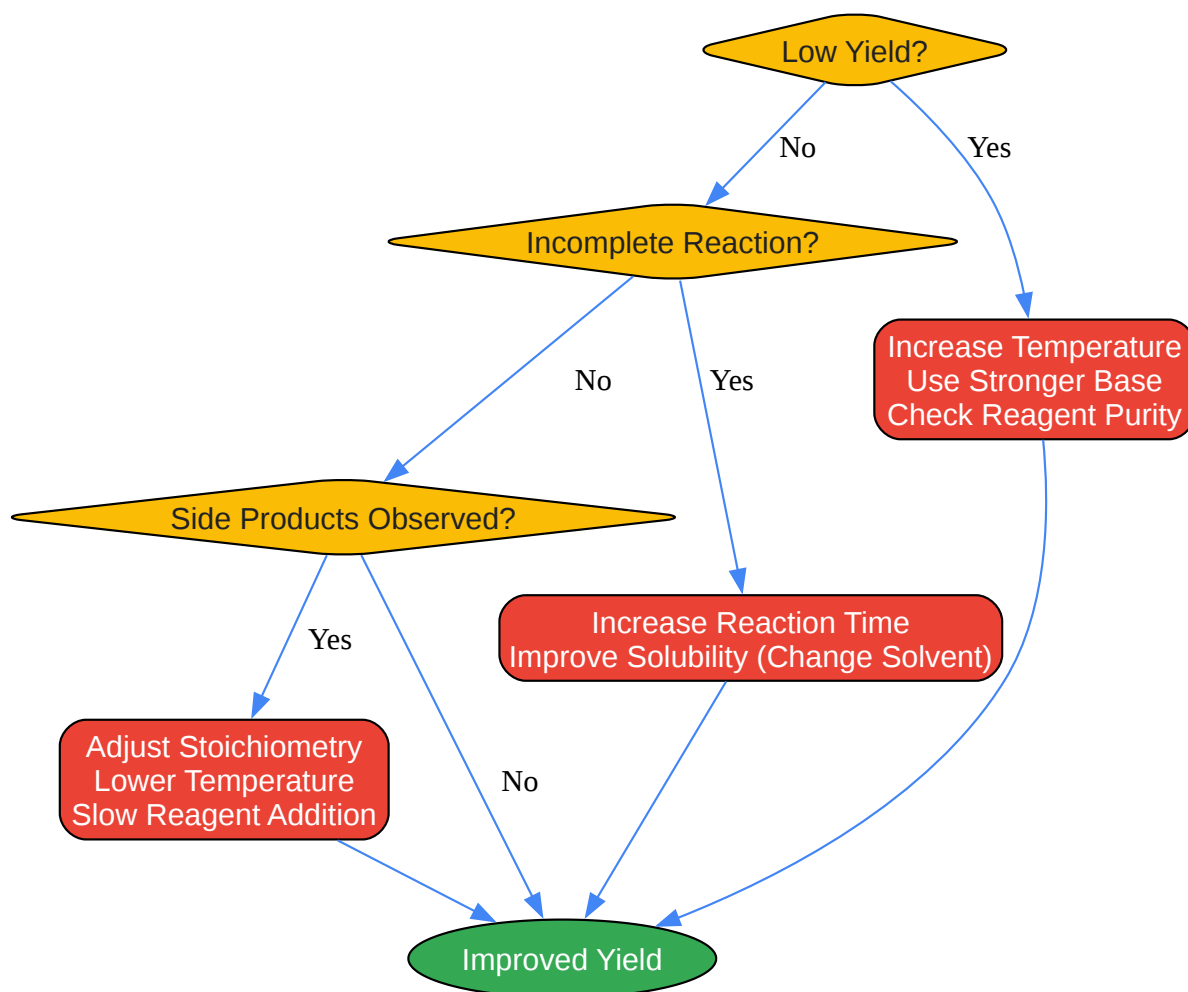 Low Yield?
No
Yes
Incomplete Reaction?
Increase Temperature
Use Stronger Base
Check Reagent Purity
No
Yes
Side Products Observed?
Increase Reaction Time
Improve Solubility (Change Solvent)
Yes
Adjust Stoichiometry
Lower Temperature
Slow Reagent Addition
No
Improved Yield